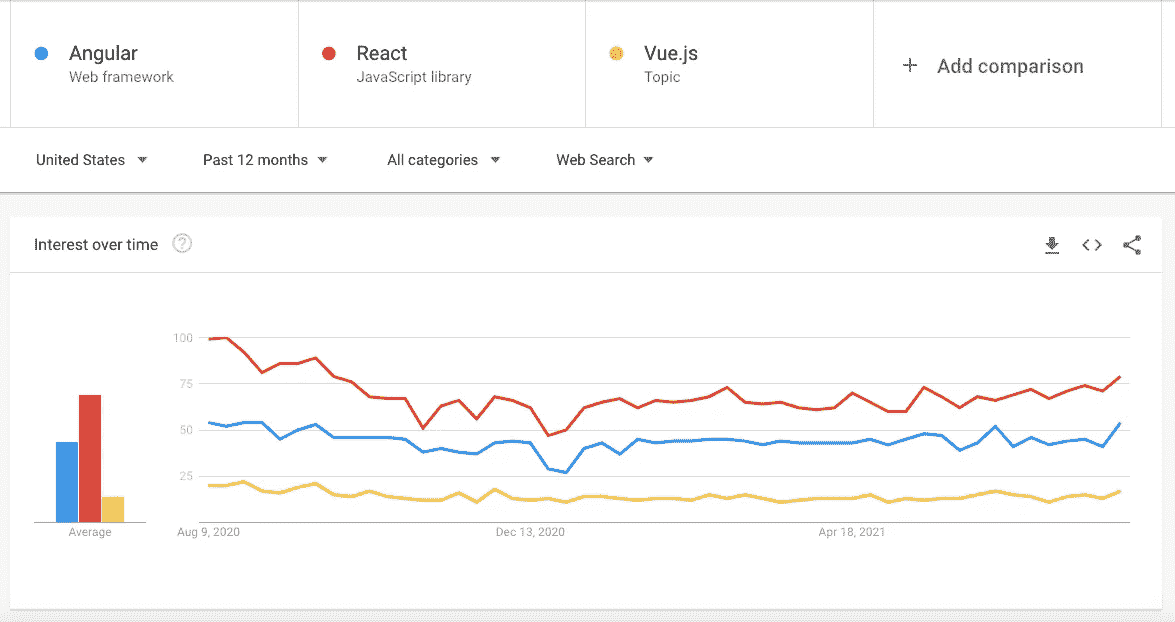 Angular
Web framework
React
JavaScript library
Vue.js
Topic
+ Add comparison
United States
Past 12 months
All categories
Web Search
Interest over time ?
100
75
50
25
Average
Aug 9, 2020
Dec 13, 2020
Apr 18, 2021